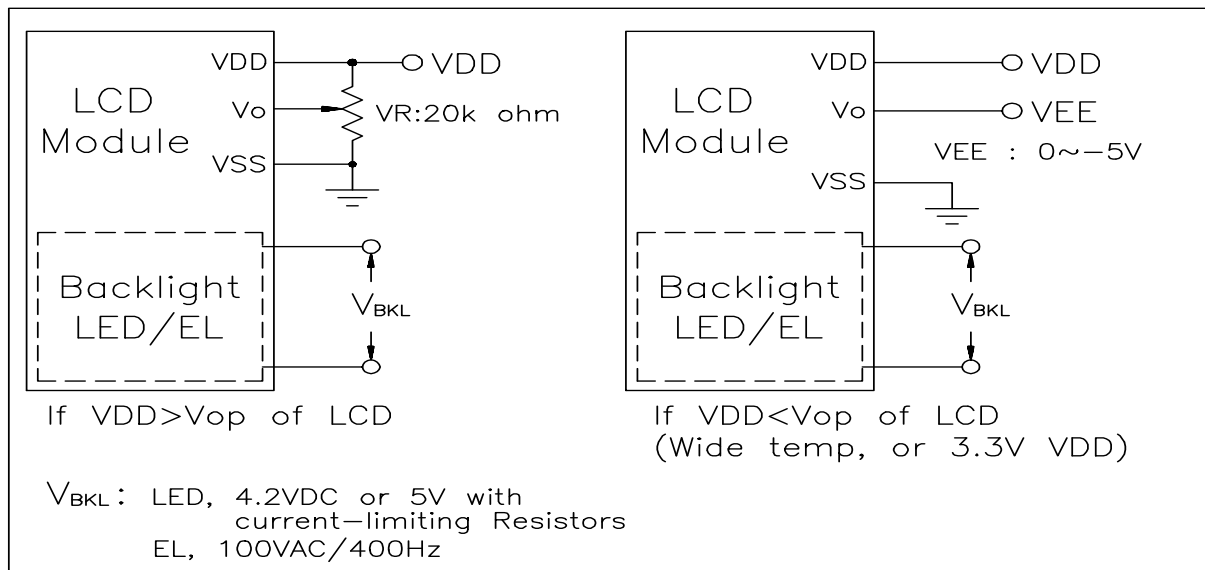 VDD
VDD
LCD
Module
Vo
VR:20k ohm
VSS
Backlight
LED/EL
VBKL
If VDD>Vop of LCD
VDD
VDD
LCD
Module
Vo
VEE
VEE : 0~-5V
VSS
Backlight
LED/EL
VBKL
If VDD<Vop of LCD
(Wide temp, or 3.3V VDD)
VBKL: LED, 4.2VDC or 5V with
current-limiting Resistors
EL, 100VAC/400Hz